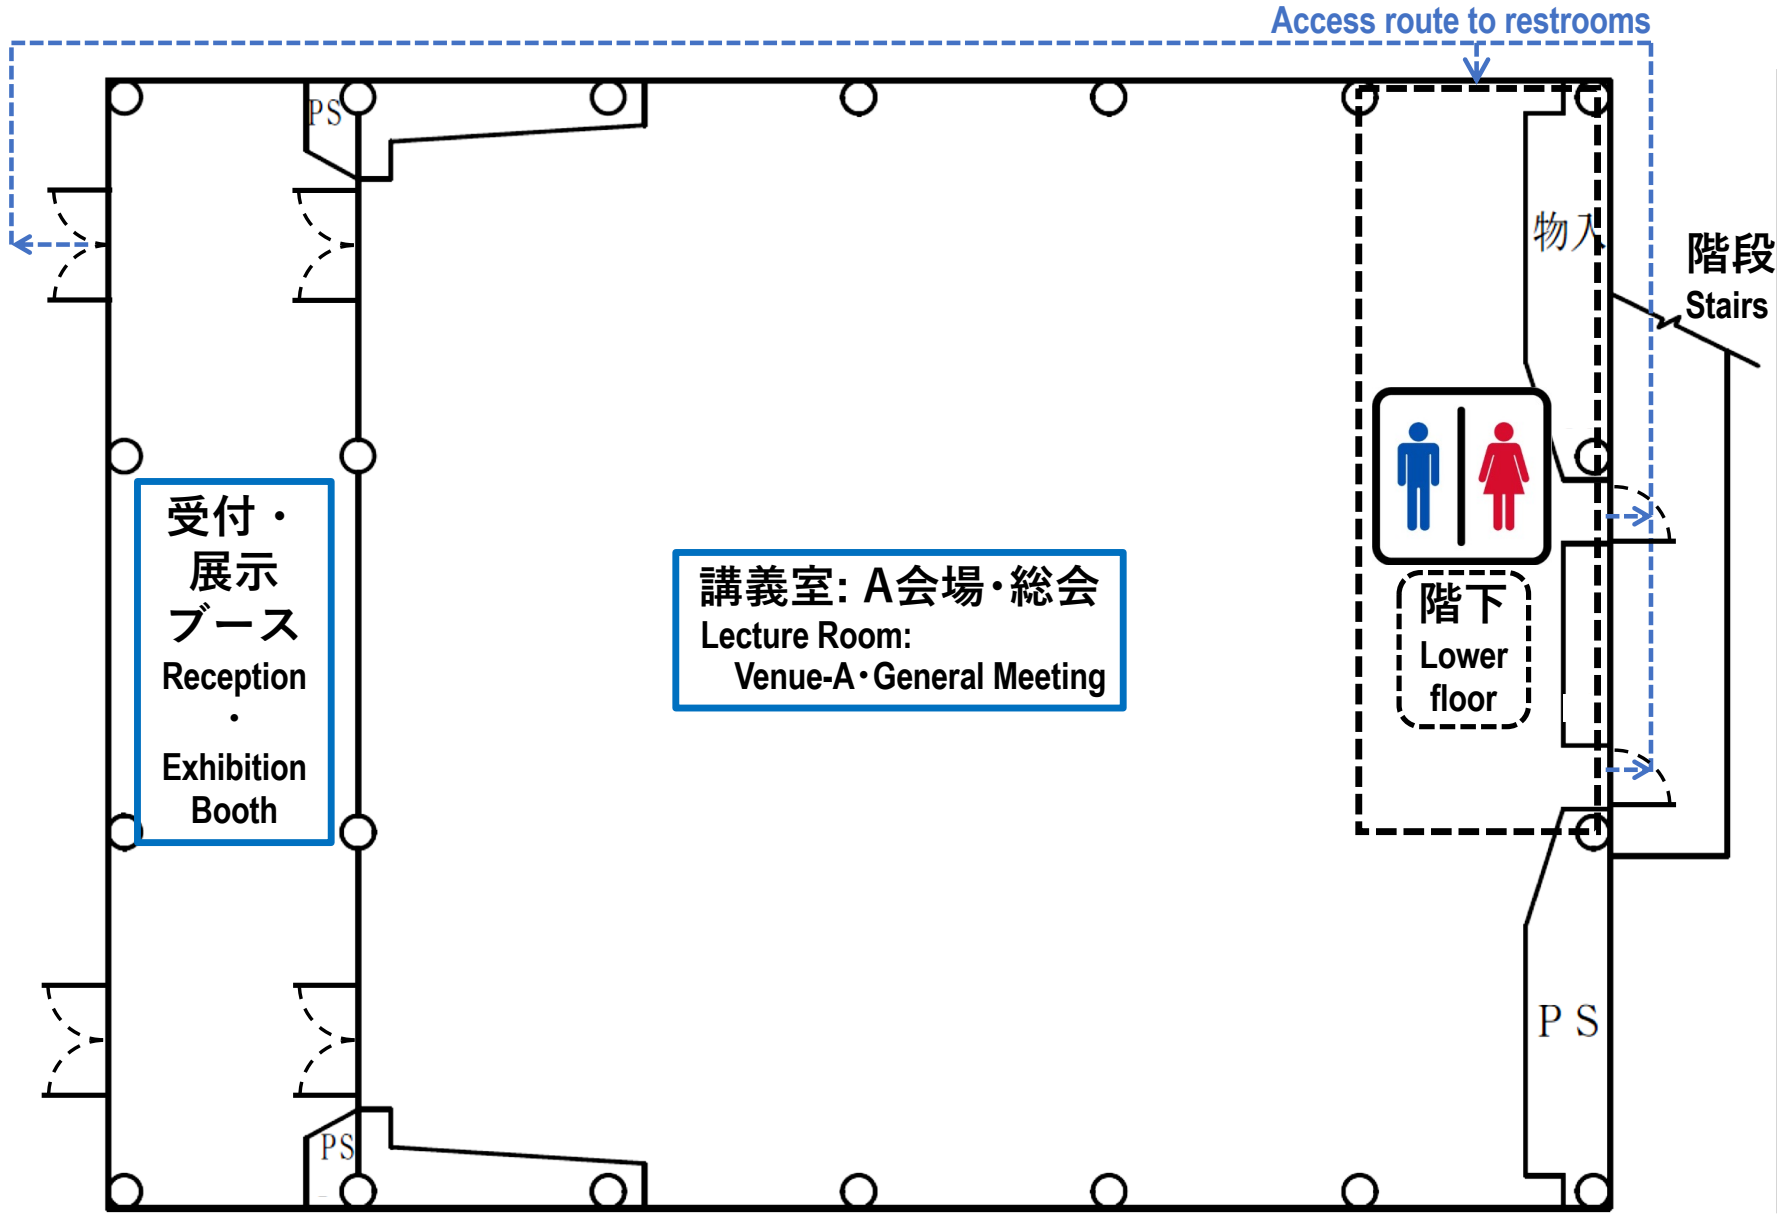 Access route to restrooms
PS
物入
階段
Stairs
受付・
展示
ブース
Reception
・
Exhibition
Booth
講義室: A会場・総会
Lecture Room:
Venue-A・General Meeting
階下
Lower
floor
PS
PS